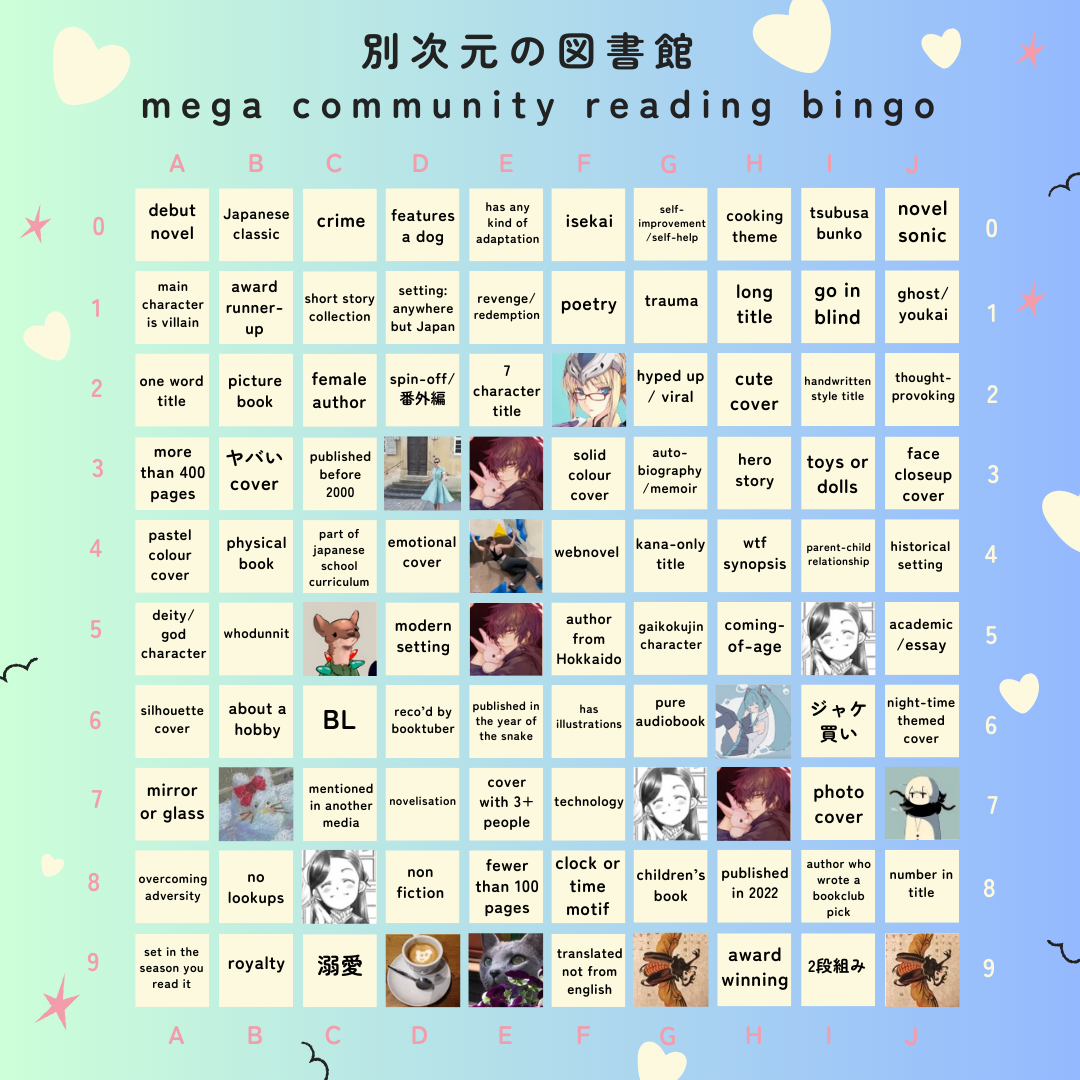 別次元の図書館
mega community reading bingo
A B C D E F G H I J
0
debut
novel
Japanese
classic
crime
features
a dog
has any
kind of
adaptation
isekai
self-
improvement
/self-help
cooking
theme
tsubusa
bunko
novel
sonic
0
1
main
character
is villain
award
runner-
up
short story
collection
setting:
anywhere
but Japan
revenge/
redemption
poetry
trauma
long
title
go in
blind
ghost/
youkai
1
2
one word
title
picture
book
female
author
spin-off/
番外編
7
character
title
hyped up
/ viral
cute
cover
handwritten
style title
thought-
provoking
2
3
more
than 400
pages
ヤバい
cover
published
before
2000
solid
colour
cover
auto-
biography
/memoir
hero
story
toys or
dolls
face
closeup
cover
3
4
pastel
colour
cover
physical
book
part of
japanese
school
curriculum
emotional
cover
webnovel
kana-only
title
wtf
synopsis
parent-child
relationship
historical
setting
4
5
deity/
god
character
whodunnit
modern
setting
author
from
Hokkaido
gaikokujin
character
coming-
of-age
academic
/essay
5
6
silhouette
cover
about a
hobby
BL
reco'd by
booktuber
published in
the year of
the snake
has
illustrations
pure
audiobook
ジャケ
買い
night-time
themed
cover
6
7
mirror
or glass
mentioned
in another
media
novelisation
cover
with 3+
people
technology
photo
cover
7
8
overcoming
adversity
no
lookups
non
fiction
fewer
than 100
pages
clock or
time
motif
children's
book
published
in 2022
author who
wrote a
bookclub
pick
number in
title
8
9
set in the
season you
read it
royalty
溺愛
translated
not from
english
award
winning
2段組み
9
A B C D E F G H I J